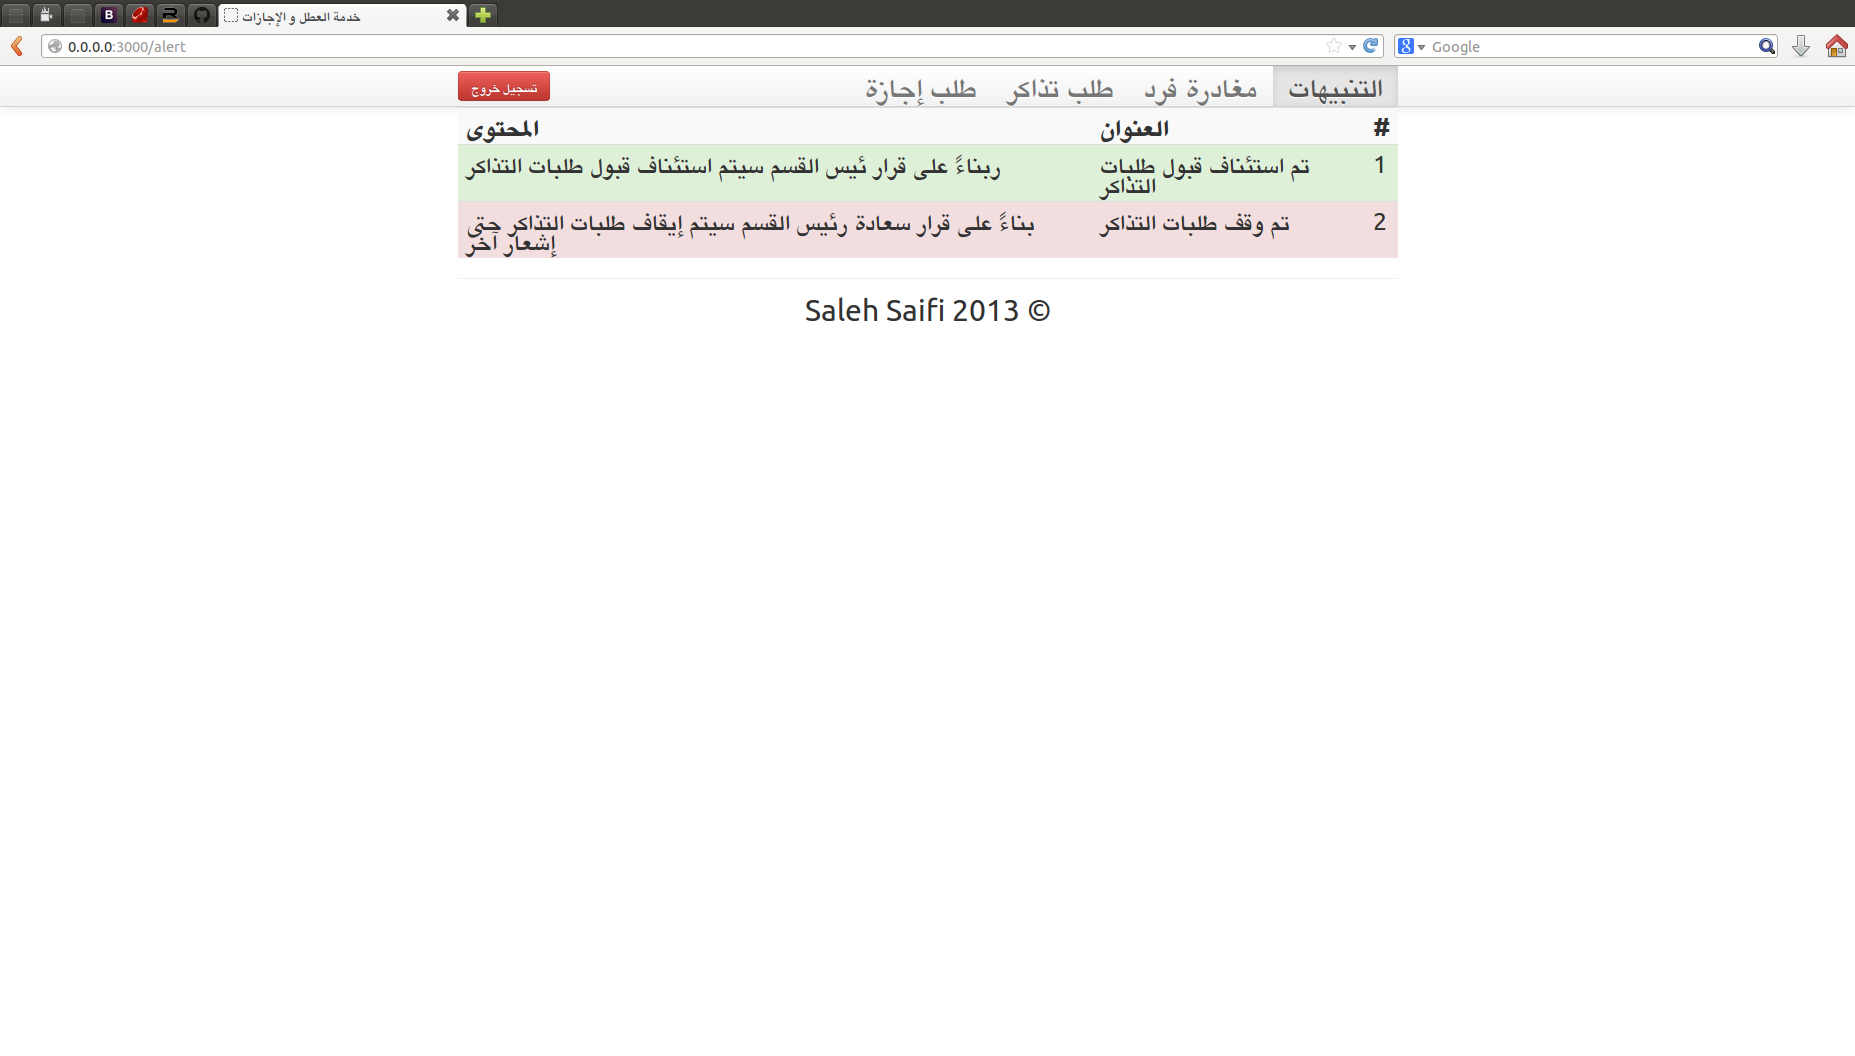 خدمة العطل و الإجازات
0.0.0.0:3000/alert
Google
التنبيهات مغادرة فرد طلب تذاكر طلب إجازة تسجيل خروج
# العنوان المحتوى
1 تم استئناف قبول طلبات ربناءً على قرار ئيس القسم سيتم استئناف قبول طلبات التذاكر
التذاكر
2 تم وقف طلبات التذاكر بناءً على قرار سعادة رئيس القسم سيتم إيقاف طلبات التذاكر حتى
إشعار آخر
Saleh Saifi 2013 ©